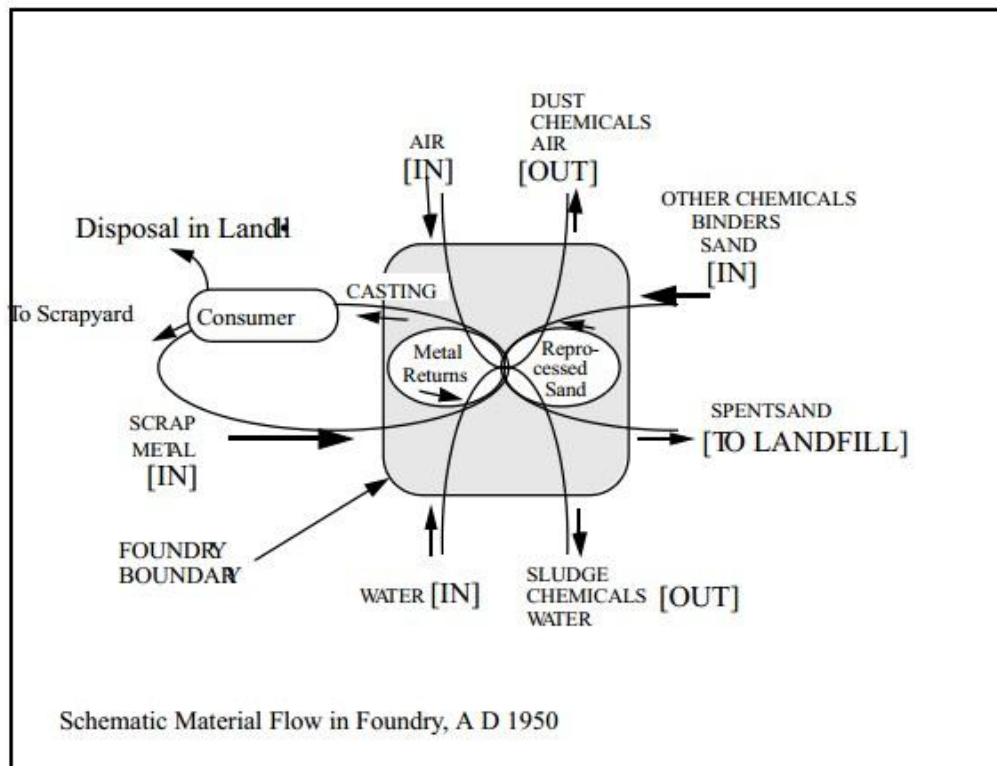 DUST
CHEMICALS
AIR
[OUT]
AIR
[IN]
OTHER CHEMICALS
BINDERS
SAND
[IN]
Disposal in
CASTING
To Scrapyard
Consumer
Metal
Returns
Repro-
cessed
Sand
SCRAP
METAL
[IN]
SPENTSAND
[TO LANDFILL]
FOUNDRY
BOUNDARY
WATER [IN]
SLUDGE
CHEMICALS [OUT]
WATER
Schematic Material Flow in Foundry, A D 1950